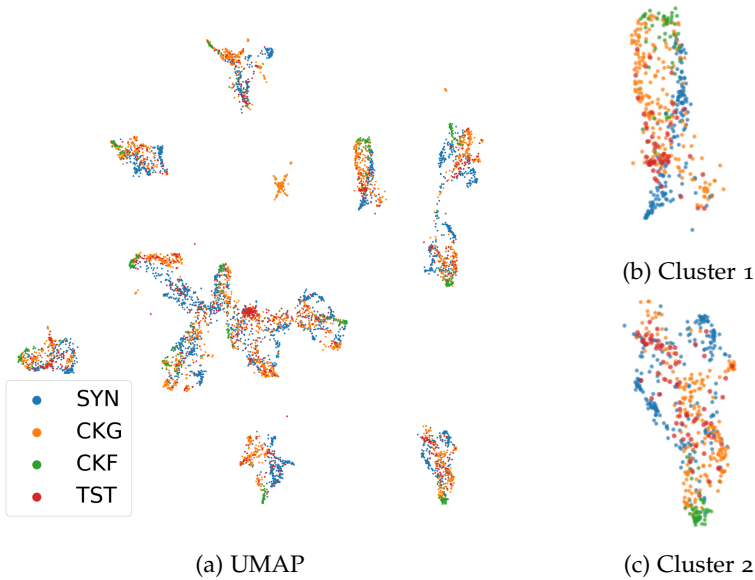 SYN
CKG
CKF
TST
(a) UMAP
(b) Cluster 1
(c) Cluster 2